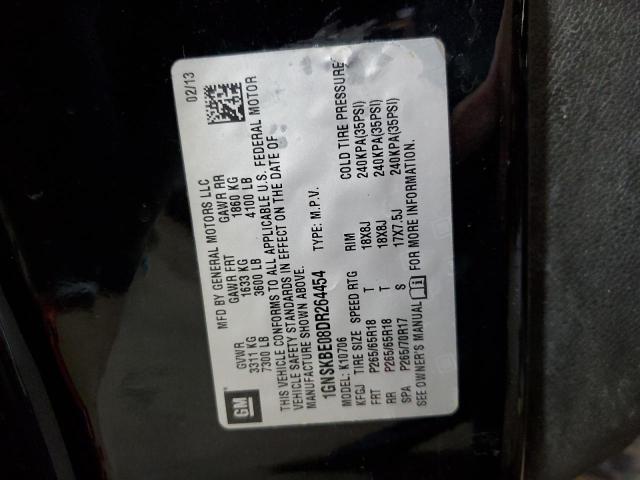 GM
MFD BY GENERAL MOTORS LLC
02/13
GVWR GAWR FRT GAWR RR
3311 KG 1633 KG 1860 KG
7300 LB 3600 LB 4100 LB
THIS VEHICLE CONFORMS TO ALL APPLICABLE U.S. FEDERAL MOTOR
VEHICLE SAFETY STANDARDS IN EFFECT ON THE DATE OF
MANUFACTURE SHOWN ABOVE.
1GNSKBE08DR264454 TYPE: M.P.V.
MODEL: K10706
KFGJ TIRE SIZE SPEED RTG RIM COLD TIRE PRESSURE
FRT P265/65R18 T 18X8J 240KPA(35PSI)
RR P265/65R18 T 18X8J 240KPA(35PSI)
SPA P265/70R17 S 17X7.5J 240KPA(35PSI)
SEE OWNER'S MANUAL FOR MORE INFORMATION.